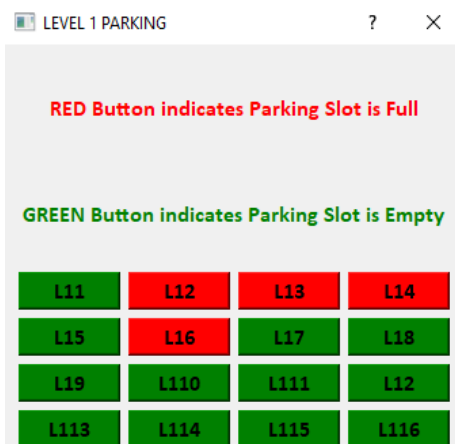 LEVEL 1 PARKING ?
RED Button indicates Parking Slot is Full
GREEN Button indicates Parking Slot is Empty
L11 L12 L13 L14
L15 L16 L17 L18
L19 L110 L111 L12
L113 L114 L115 L116